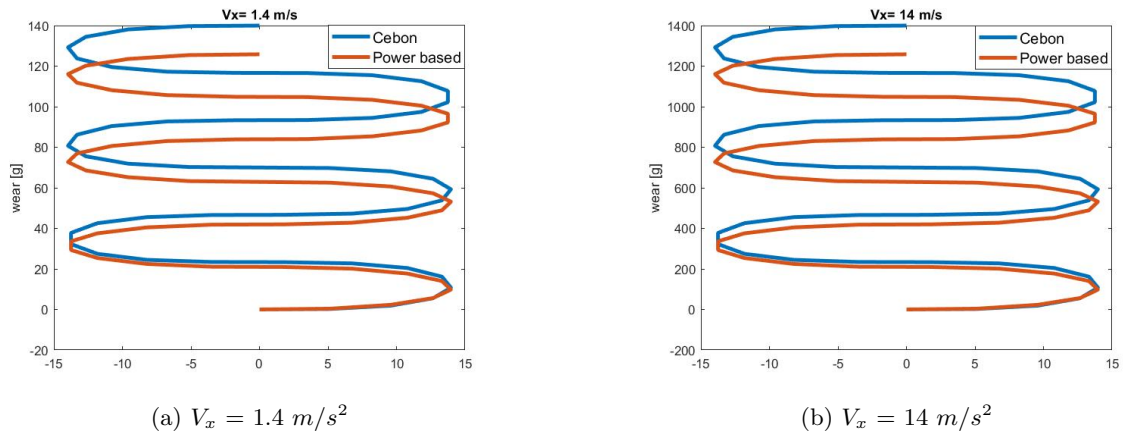 Vx= 1.4 m/s
Cebon
Power based
wear [g]
140
120
100
80
60
40
20
0
-20
-15 -10 -5 0 5 10 15
(a) V_x = 1.4 m/s^2
Vx= 14 m/s
Cebon
Power based
wear [g]
1400
1200
1000
800
600
400
200
0
-200
-15 -10 -5 0 5 10 15
(b) V_x = 14 m/s^2